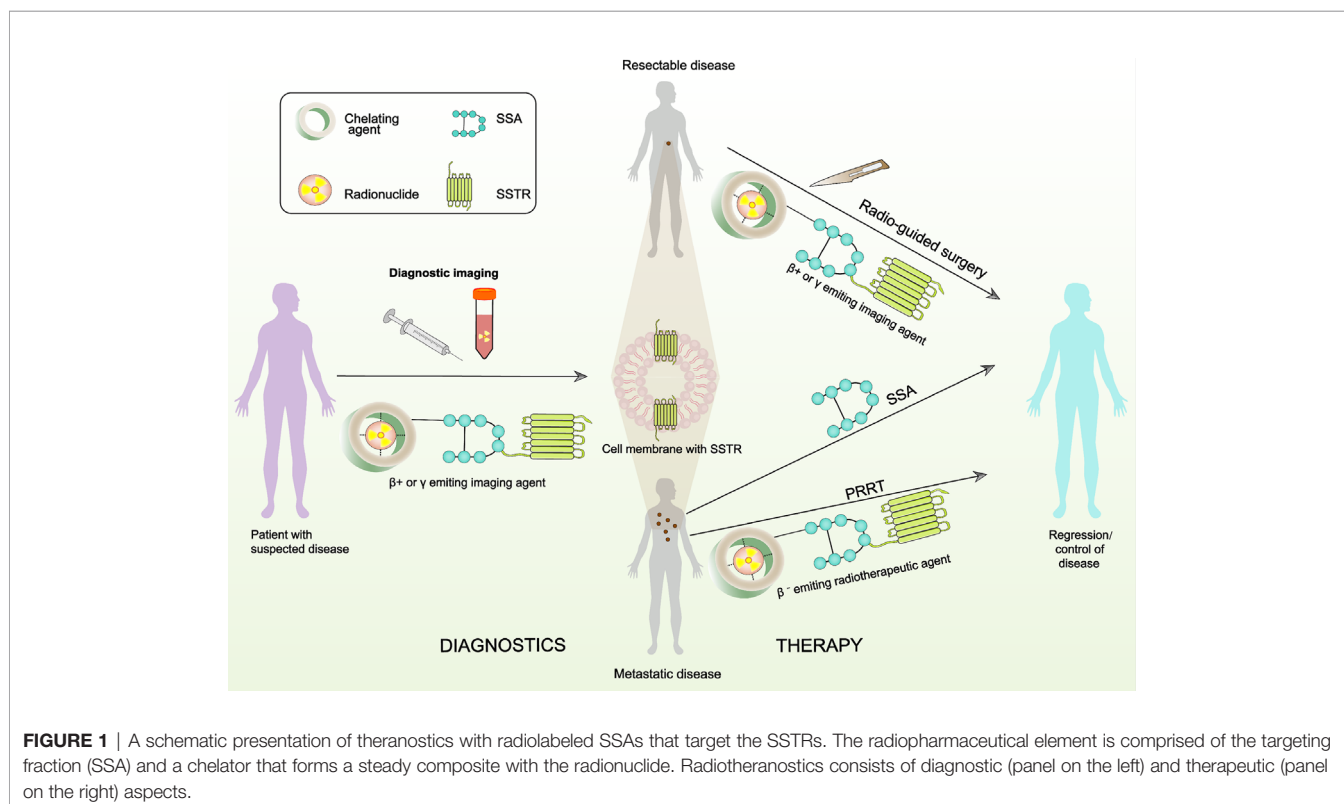 Resectable disease
Chelating
agent
SSA
Radionuclide
SSTR
Radio-guided surgery
β+ or γ emiting imaging agent
Diagnostic imaging
β+ or γ emiting imaging agent
Cell membrane with SSTR
SSA
PRRT
β - emiting radiotherapeutic agent
Patient with
suspected disease
Regression/
control of
disease
DIAGNOSTICS
THERAPY
Metastatic disease
FIGURE 1 | A schematic presentation of theranostics with radiolabeled SSAs that target the SSTRs. The radiopharmaceutical element is comprised of the targeting
fraction (SSA) and a chelator that forms a steady composite with the radionuclide. Radiotheranostics consists of diagnostic (panel on the left) and therapeutic (panel
on the right) aspects.